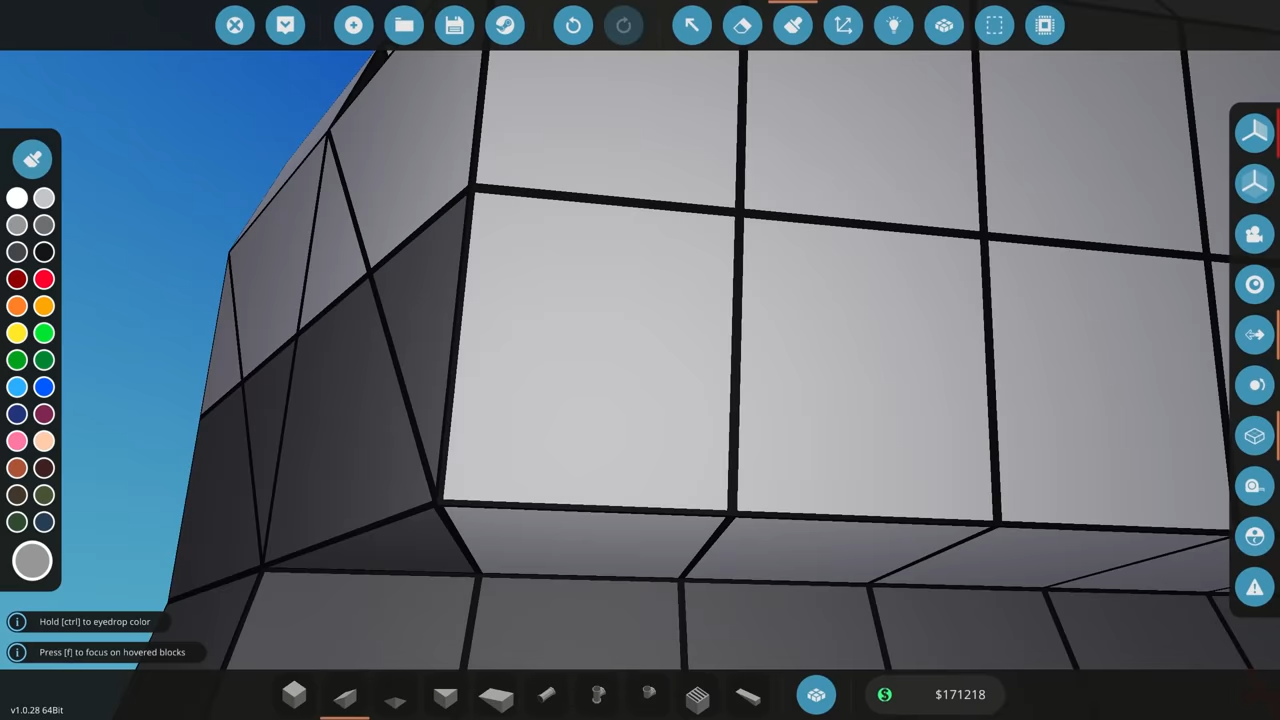 Hold [ctrl] to eyedrop color
Press [f] to focus on hovered blocks
v1.0.28 64Bit
$ $171218